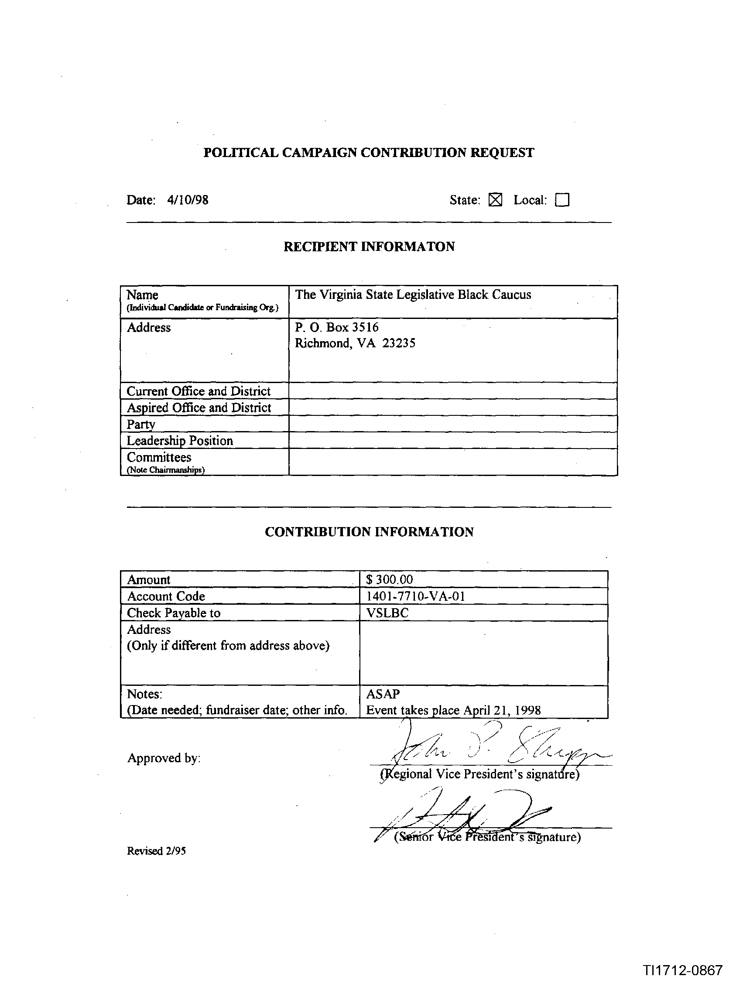 POLITICAL CAMPAIGN CONTRIBUTION REQUEST
Date: 4/10/98 State: ☒ Local: ☐
RECIPIENT INFORMATON
Name The Virginia State Legislative Black Caucus
(Individual Candidate or Fundraising Org.)
Address P. O. Box 3516
Richmond, VA 23235
Current Office and District
Aspired Office and District
Party
Leadership Position
Committees
(Note Chairmanships)
CONTRIBUTION INFORMATION
Amount $ 300.00
Account Code 1401-7710-VA-01
Check Payable to VSLBC
Address
(Only if different from address above)
Notes: ASAP
(Date needed; fundraiser date; other info. Event takes place April 21, 1998
Approved by:
(Regional Vice President's signature)
(Senior Vice President's signature)
Revised 2/95
TI1712-0867